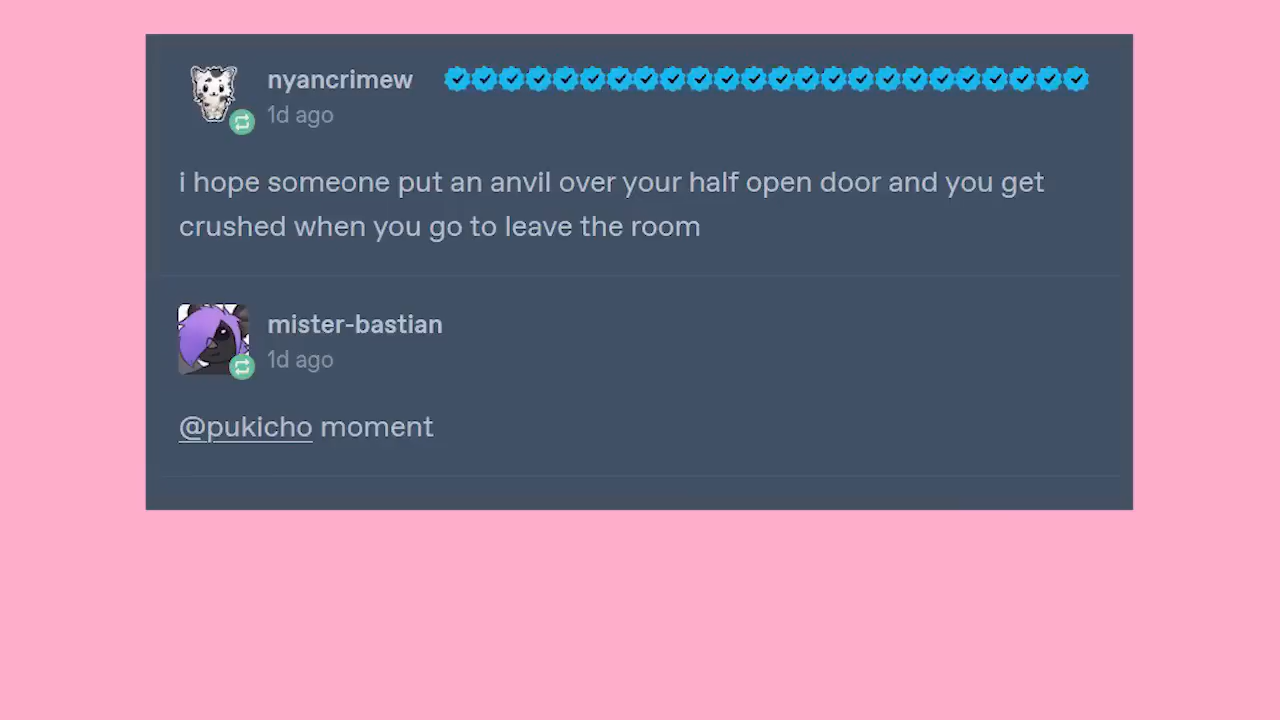 nyancrimew
1d ago
i hope someone put an anvil over your half open door and you get
crushed when you go to leave the room
mister-bastian
1d ago
@pukicho moment